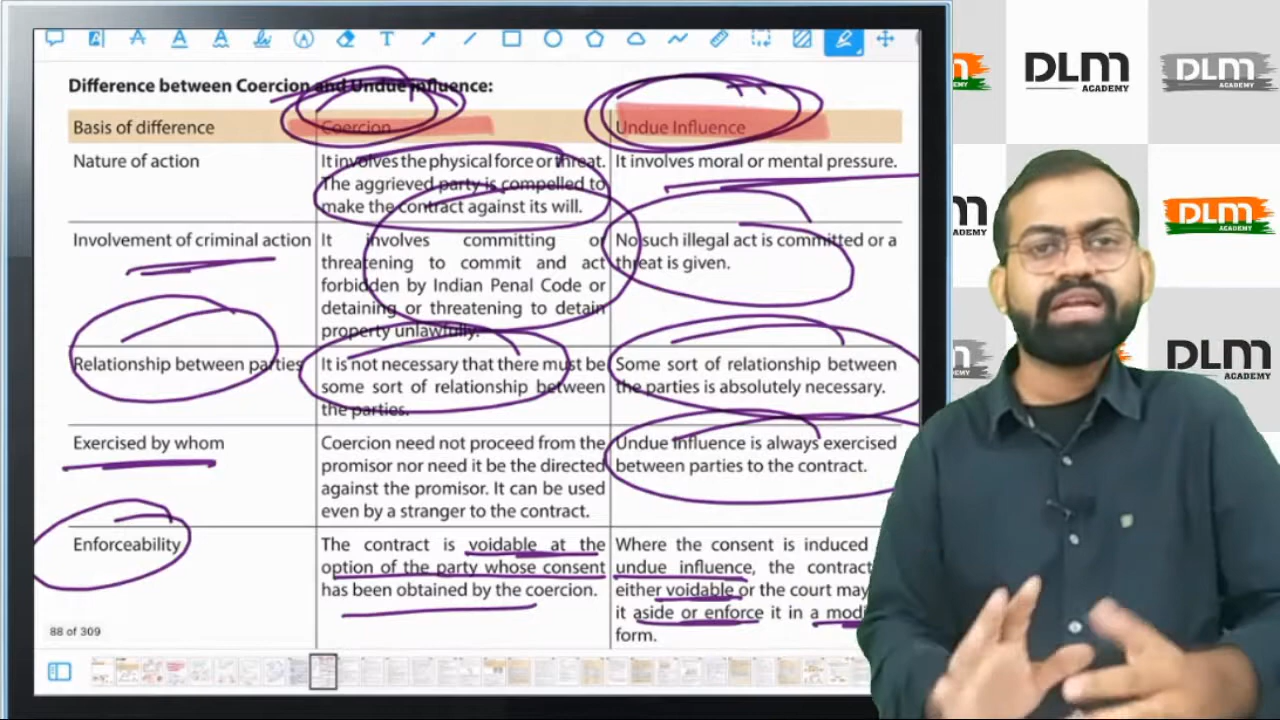 DLM
ACADEMY
DLM
ACADEMY
Difference between Coercion and Undue influence:
Basis of difference
Coercion
Undue Influence
Nature of action
It involves the physical force or threat.
The aggrieved party is compelled to
make the contract against its will.
It involves moral or mental pressure.
Involvement of criminal action
It involves committing or
threatening to commit and act
forbidden by Indian Penal Code or
detaining or threatening to detain
property unlawfully.
No such illegal act is committed or a
threat is given.
Relationship between parties
It is not necessary that there must be
some sort of relationship between
the parties.
Some sort of relationship between
the parties is absolutely necessary.
Exercised by whom
Coercion need not proceed from the
promisor nor need it be the directed
against the promisor. It can be used
even by a stranger to the contract.
Undue influence is always exercised
between parties to the contract.
Enforceability
The contract is voidable at the
option of the party whose consent
has been obtained by the coercion.
Where the consent is induced
undue influence, the contract
either voidable or the court may
it aside or enforce it in a modi
form.
88 of 309
DLM
ACADEMY
DLM
ACADEMY